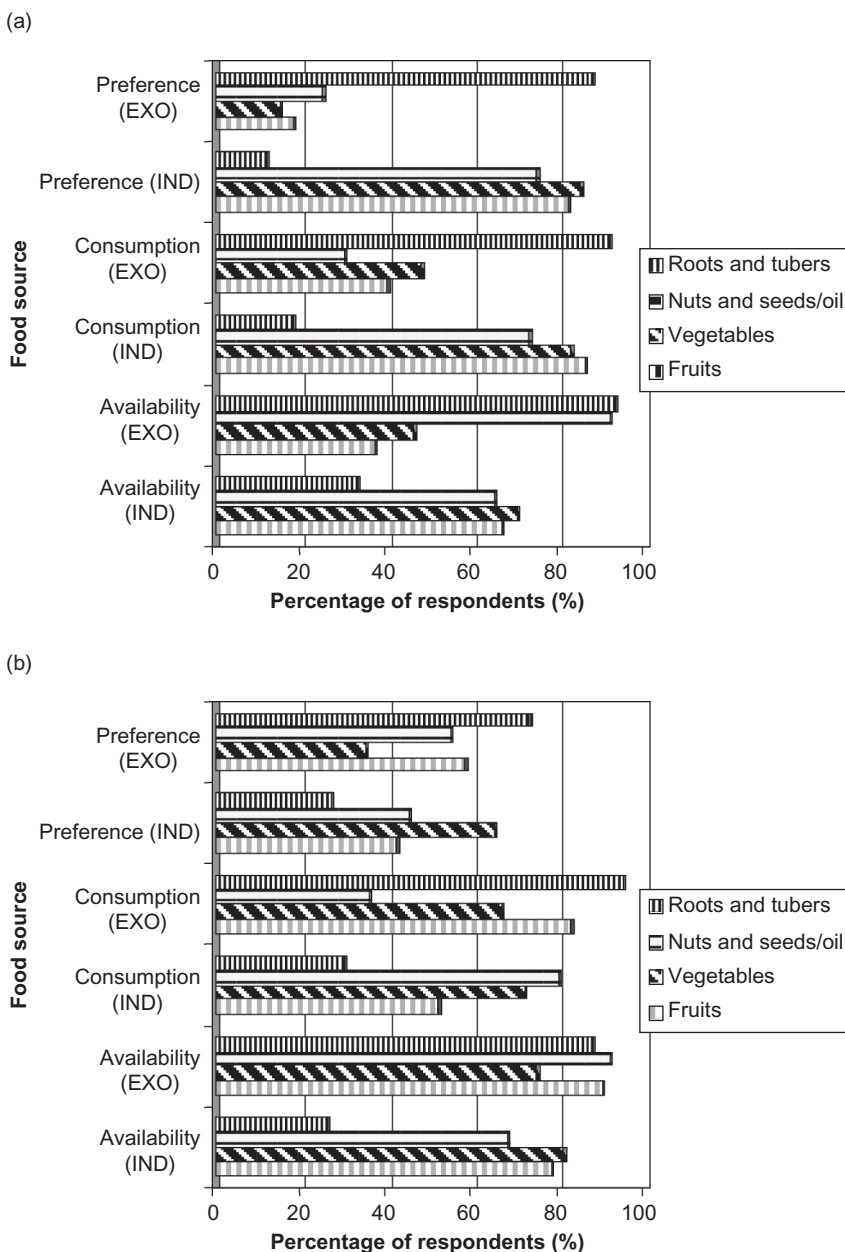 (a)
Preference
(EXO)
Preference (IND)
Consumption
(EXO)
Consumption
(IND)
Availability
(EXO)
Availability
(IND)
Food source
0 20 40 60 80 100
Percentage of respondents (%)
Roots and tubers
Nuts and seeds/oil
Vegetables
Fruits
(b)
Preference
(EXO)
Preference (IND)
Consumption
(EXO)
Consumption
(IND)
Availability
(EXO)
Availability
(IND)
Food source
0 20 40 60 80 100
Percentage of respondents (%)
Roots and tubers
Nuts and seeds/oil
Vegetables
Fruits